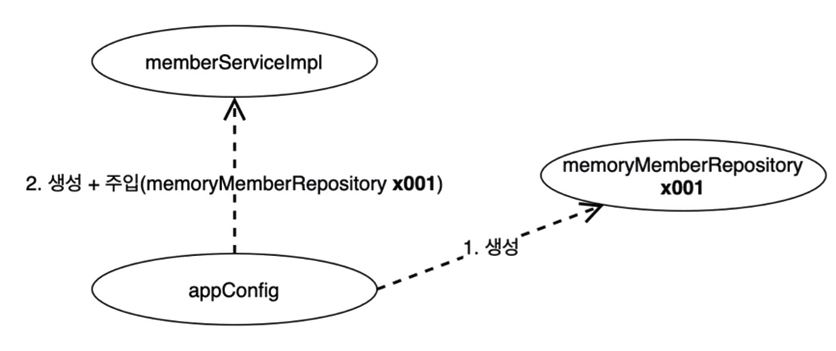 memberServiceImpl
memoryMemberRepository
x001
2. 생성 + 주입(memoryMemberRepository x001)
1. 생성
appConfig